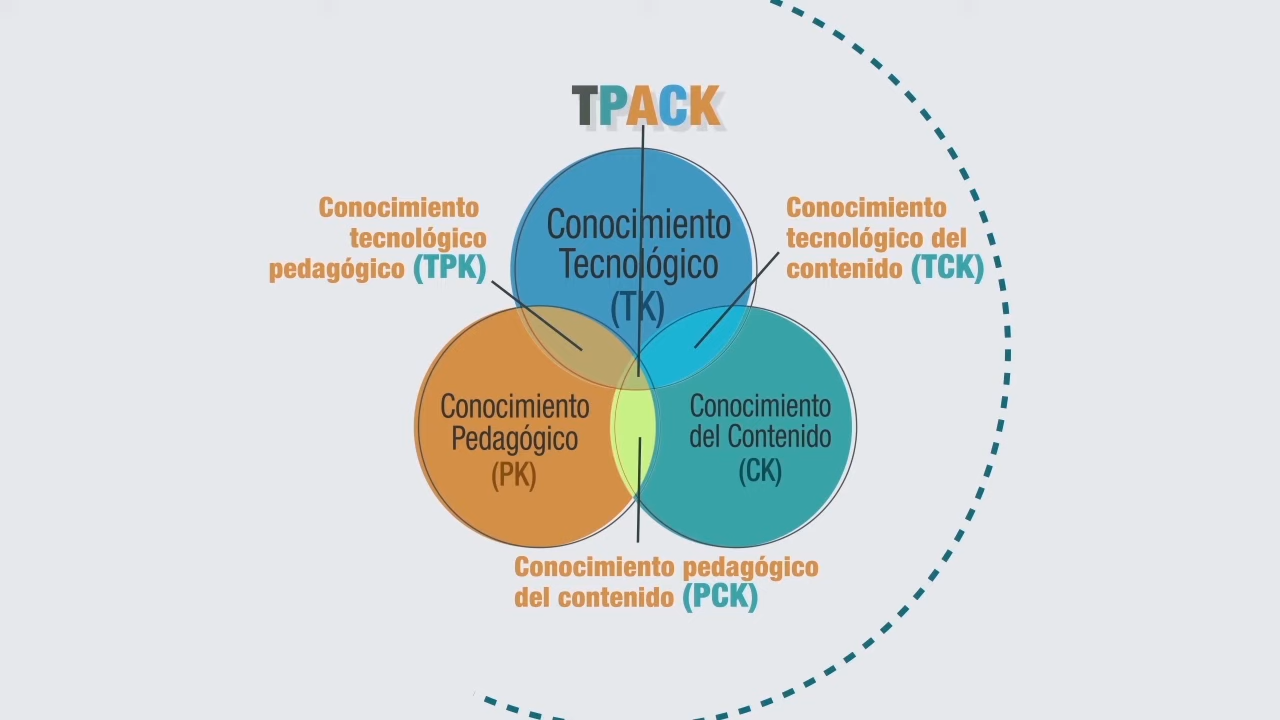 TPACK
Conocimiento
tecnológico
pedagógico (TPK)
Conocimiento
Tecnológico
(TK)
Conocimiento
tecnológico del
contenido (TCK)
Conocimiento
Pedagógico
(PK)
Conocimiento
del Contenido
(CK)
Conocimiento pedagógico
del contenido (PCK)